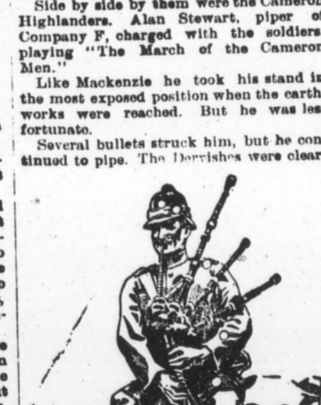 Side by side by them were the Cameron
Highlanders. Alan Stewart, piper of
Company F, charged with the soldiers
playing "The March of the Cameron
Men."
Like Mackenzie he took his stand in
the most exposed position when the earth
works were reached. But he was less
fortunate.
Several bullets struck him, but he con
tinued to pipe. The Dervishes were clear